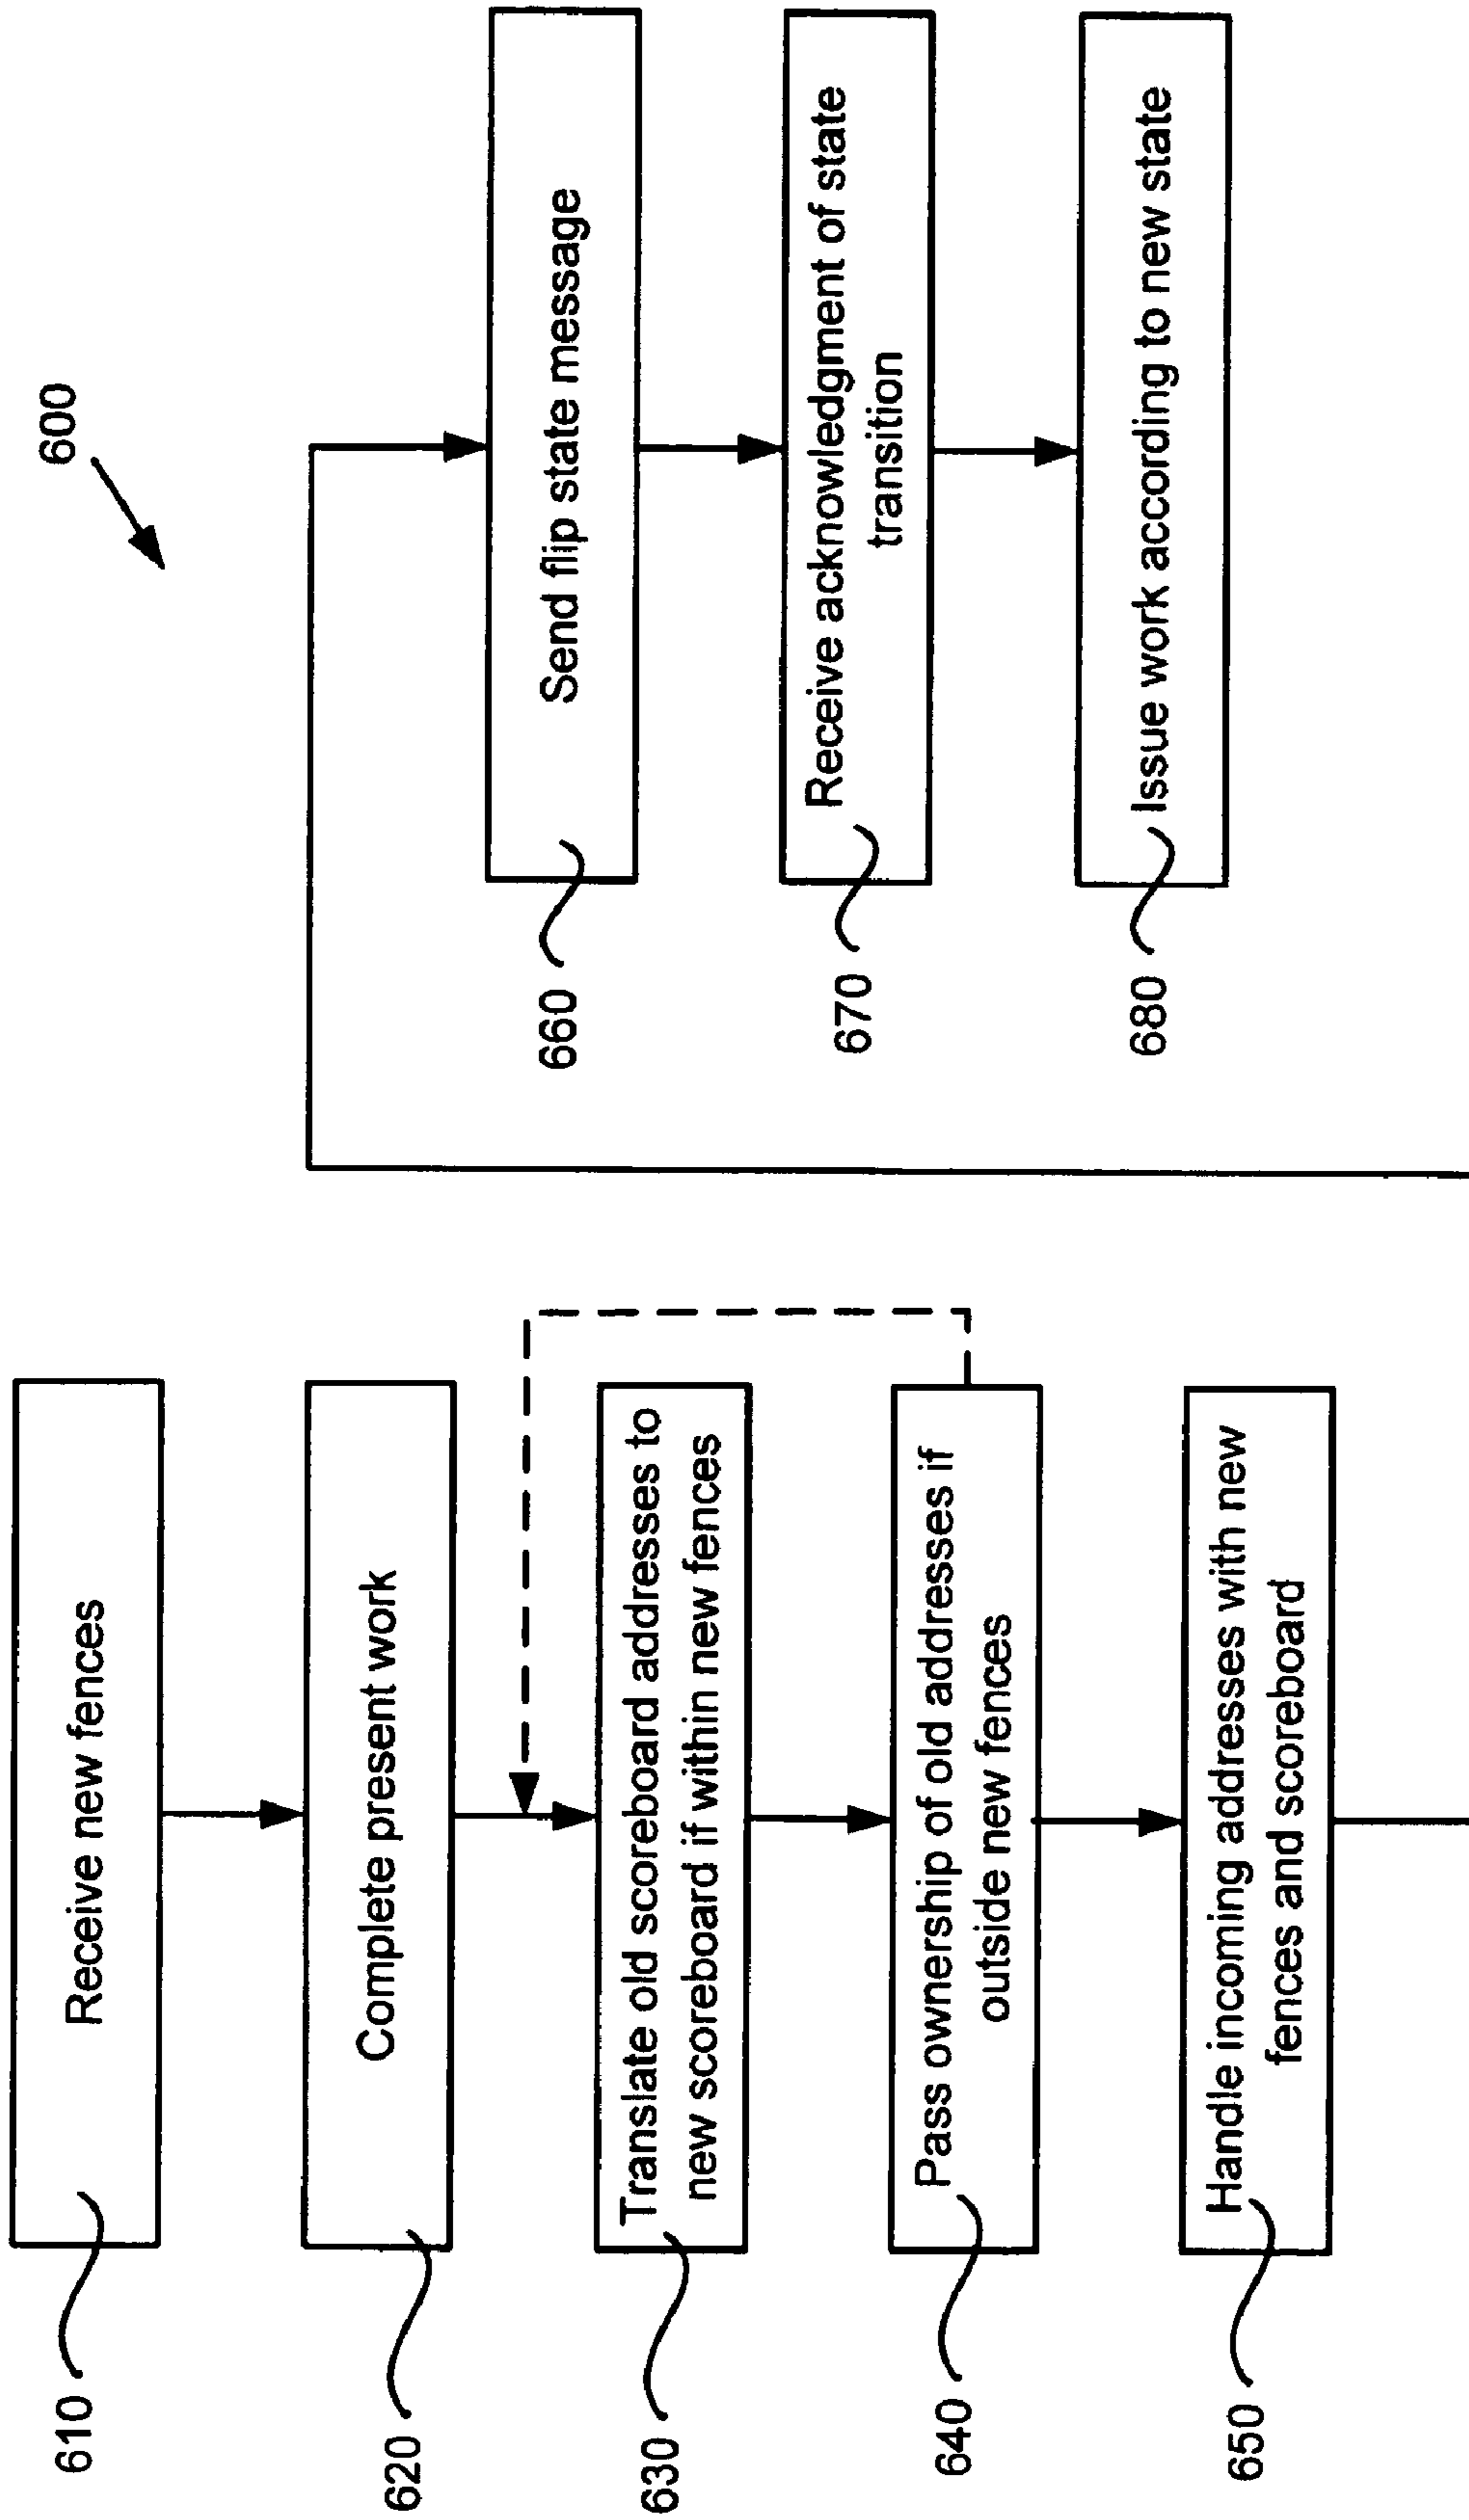 600
610
Receive new fences
620
Complete present work
630
Translate old scoreboard addresses to
new scoreboard if within new fences
640
Pass ownership of old addresses if
outside new fences
650
Handle incoming addresses with new
fences and scoreboard
660
Send flip state message
670
Receive acknowledgment of state
transition
680
Issue work according to new state